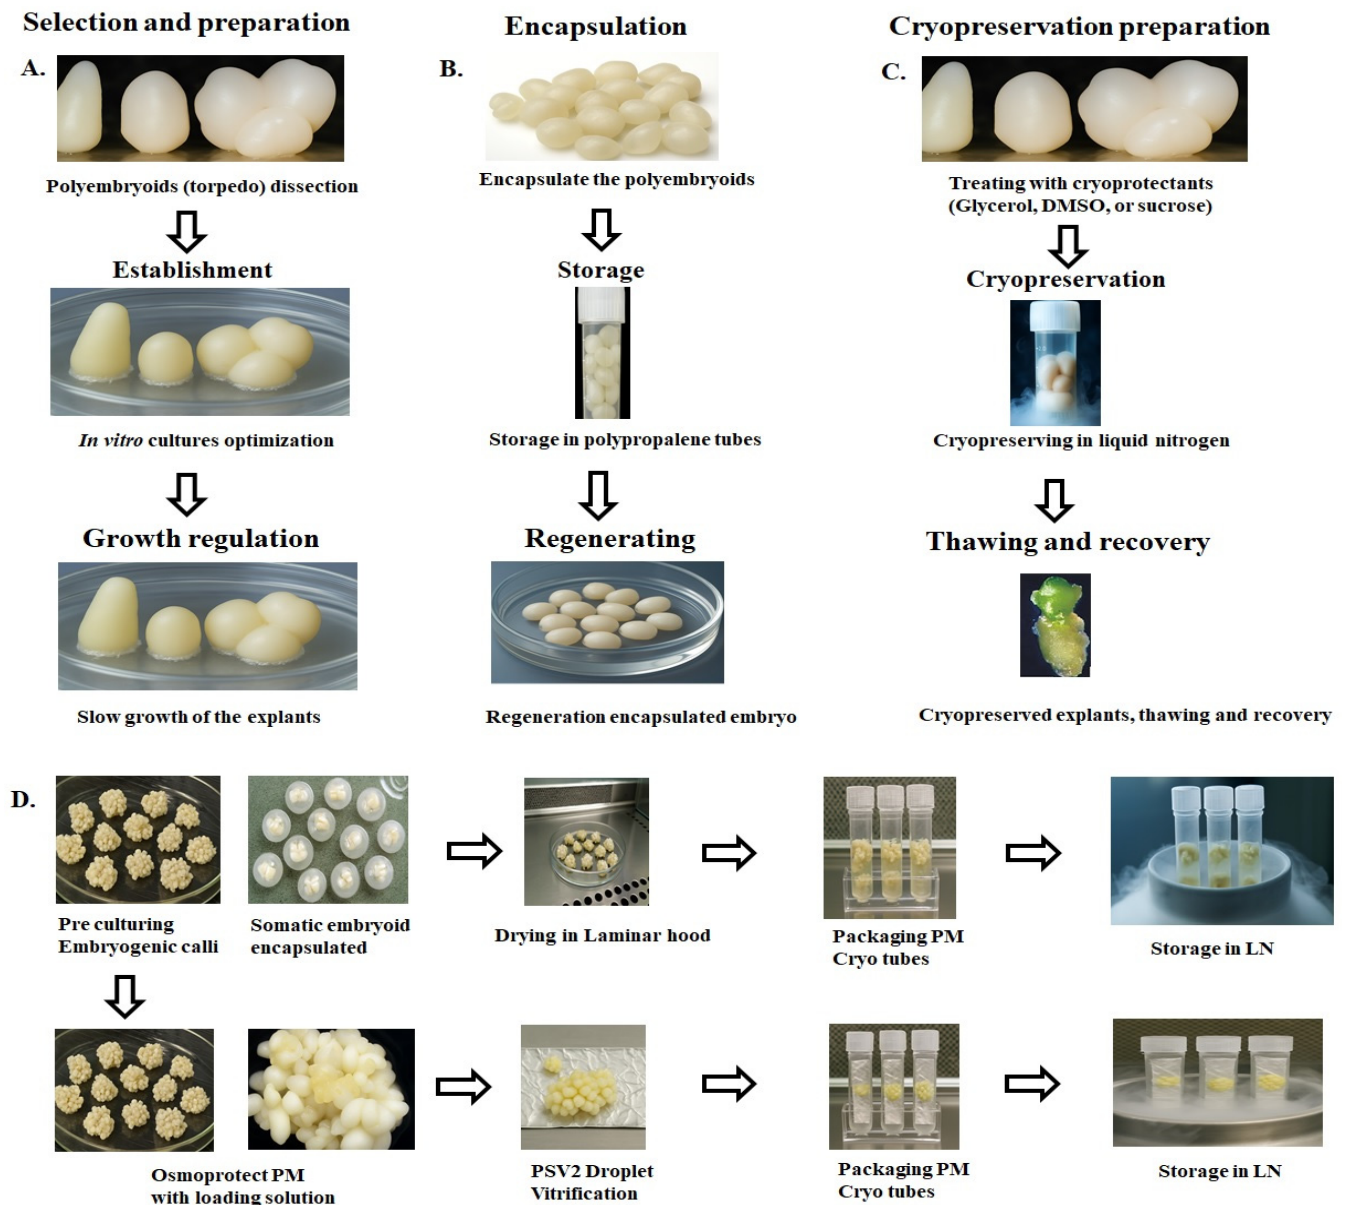 Selection and preparation
Encapsulation
Cryopreservation preparation
A.
B.
C.
Polyembryoids (torpedo) dissection
Encapsulate the polyembryoids
Treating with cryoprotectants
(Glycerol, DMSO, or sucrose)
Establishment
Storage
Cryopreservation
In vitro cultures optimization
Storage in polypropalene tubes
Cryopreserving in liquid nitrogen
Growth regulation
Regenerating
Thawing and recovery
Slow growth of the explants
Regeneration encapsulated embryo
Cryopreserved explants, thawing and recovery
D.
Pre culturing
Embryogenic calli
Somatic embryoid
encapsulated
Drying in Laminar hood
Packaging PM
Cryo tubes
Storage in LN
Osmoprotect PM
with loading solution
PSV2 Droplet
Vitrification
Packaging PM
Cryo tubes
Storage in LN